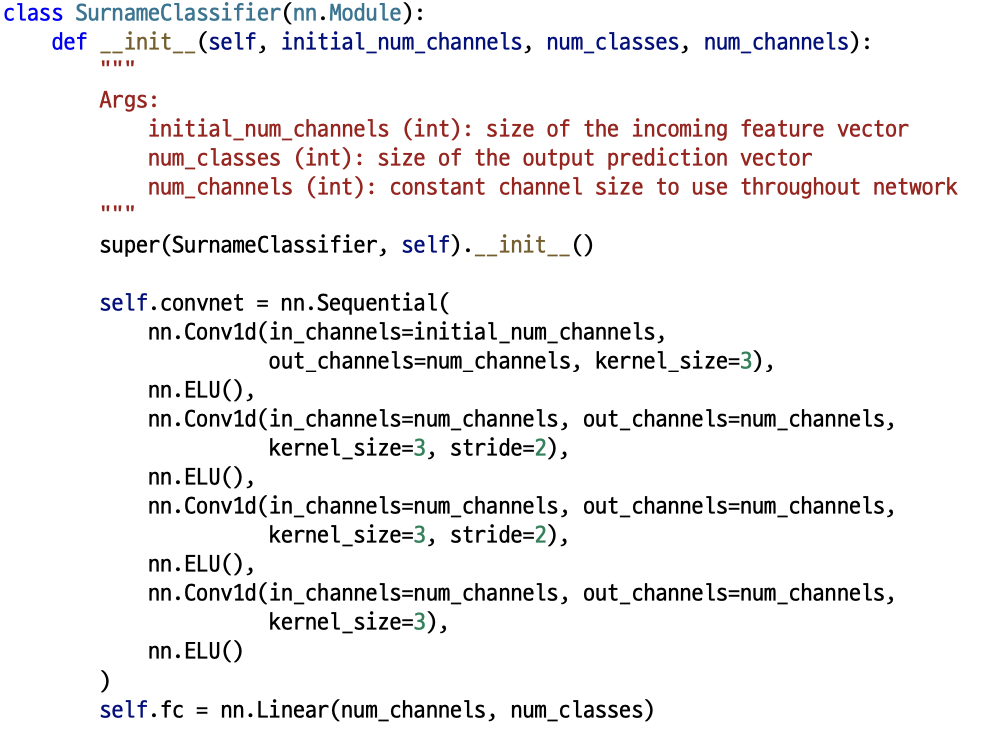 class SurnameClassifier(nn.Module):
    def __init__(self, initial_num_channels, num_classes, num_channels):
        """
        Args:
            initial_num_channels (int): size of the incoming feature vector
            num_classes (int): size of the output prediction vector
            num_channels (int): constant channel size to use throughout network
        """
        super(SurnameClassifier, self).__init__()

        self.convnet = nn.Sequential(
            nn.Conv1d(in_channels=initial_num_channels,
                      out_channels=num_channels, kernel_size=3),
            nn.ELU(),
            nn.Conv1d(in_channels=num_channels, out_channels=num_channels,
                      kernel_size=3, stride=2),
            nn.ELU(),
            nn.Conv1d(in_channels=num_channels, out_channels=num_channels,
                      kernel_size=3, stride=2),
            nn.ELU(),
            nn.Conv1d(in_channels=num_channels, out_channels=num_channels,
                      kernel_size=3),
            nn.ELU()
        )
        self.fc = nn.Linear(num_channels, num_classes)